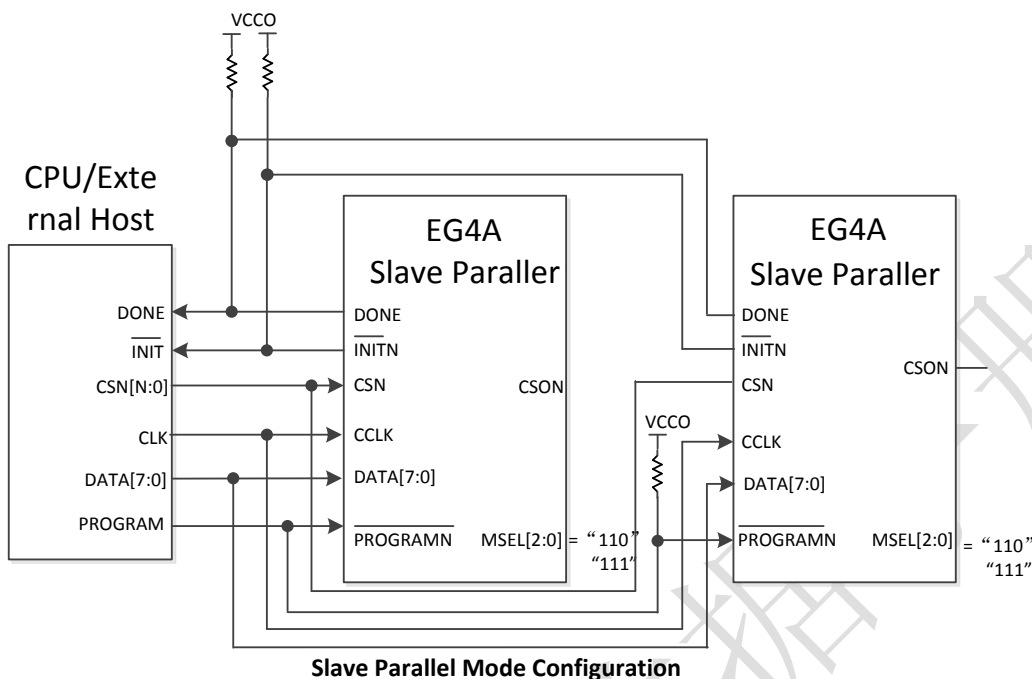 VCCO
CPU/Exte
rnal Host
DONE
INIT
CSN[N:0]
CLK
DATA[7:0]
PROGRAM
EG4A
Slave Paraller
DONE
INITN
CSN
CSON
CCLK
DATA[7:0]
PROGRAMN
MSEL[2:0] = “110”
“111”
VCCO
EG4A
Slave Paraller
DONE
INITN
CSON
CSN
CCLK
DATA[7:0]
PROGRAMN
MSEL[2:0] = “110”
“111”
Slave Parallel Mode Configuration